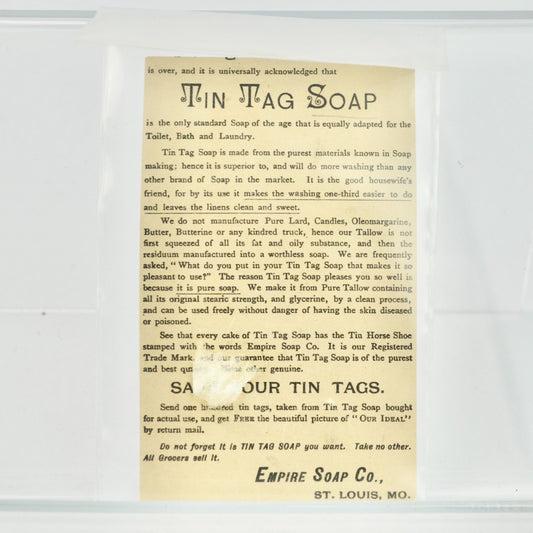 is over, and it is universally acknowledged that
TIN TAG SOAP
is the only standard Soap of the age that is equally adapted for the
Toilet, Bath and Laundry.
Tin Tag Soap is made from the purest materials known in Soap
making; hence it is superior to, and will do more washing than any
other brand of Soap in the market. It is the good housewife's
friend, for by its use it makes the washing one-third easier to do
and leaves the linens clean and sweet.
We do not manufacture Pure Lard, Candles, Oleomargarine,
Butter, Butterine or any kindred truck, hence our Tallow is not
first squeezed of all its fat and oily substance, and then the
residuum manufactured into a worthless soap. We are frequently
asked, "What do you put in your Tin Tag Soap that makes it so
pleasant to use?" The reason Tin Tag Soap pleases you so well is
because it is pure soap. We make it from Pure Tallow containing
all its original stearic strength, and glycerine, by a clean process,
and can be used freely without danger of having the skin diseased
or poisoned.
See that every cake of Tin Tag Soap has the Tin Horse Shoe
stamped with the words Empire Soap Co. It is our Registered
Trade Mark, and our guarantee that Tin Tag Soap is of the purest
and best other genuine.
OUR TIN TAGS.
Send one hundred tin tags, taken from Tin Tag Soap bought
for actual use, and get FREE the beautiful picture of "OUR IDEAL"
by return mail.
Do not forget It is TIN TAG SOAP you want. Take no other.
All Grocers sell It.
EMPIRE SOAP CO.,
ST. LOUIS, MO.